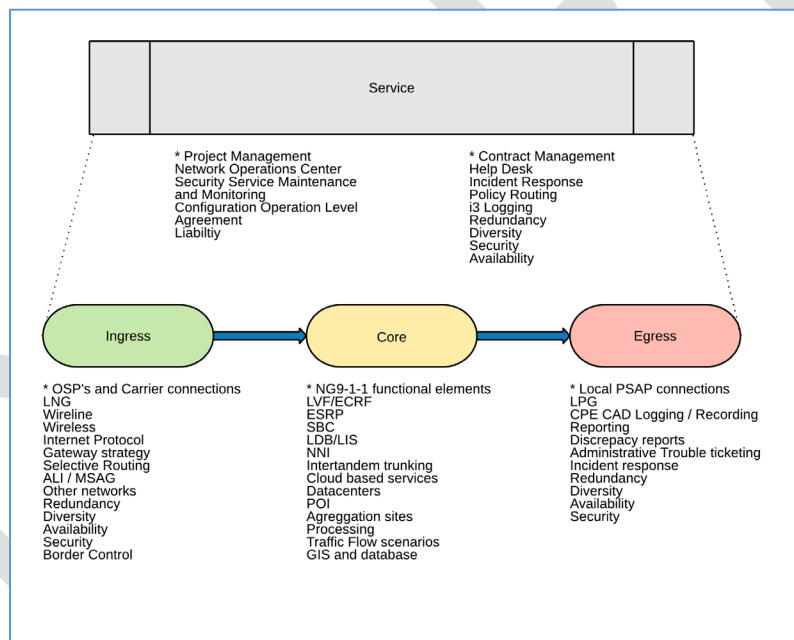 Service
* Project Management
Network Operations Center
Security Service Maintenance
and Monitoring
Configuration Operation Level
Agreement
Liabiltiy
* Contract Management
Help Desk
Incident Response
Policy Routing
i3 Logging
Redundancy
Diversity
Security
Availability
Ingress
Core
Egress
* OSP's and Carrier connections
LNG
Wireline
Wireless
Internet Protocol
Gateway strategy
Selective Routing
ALI / MSAG
Other networks
Redundancy
Diversity
Availability
Security
Border Control
* NG9-1-1 functional elements
LVF/ECRF
ESRP
SBC
LDB/LIS
NNI
Intertandem trunking
Cloud based services
Datacenters
POI
Agreggation sites
Processing
Traffic Flow scenarios
GIS and database
* Local PSAP connections
LPG
CPE CAD Logging / Recording
Reporting
Discrepacy reports
Administrative Trouble ticketing
Incident response
Redundancy
Diversity
Availability
Security